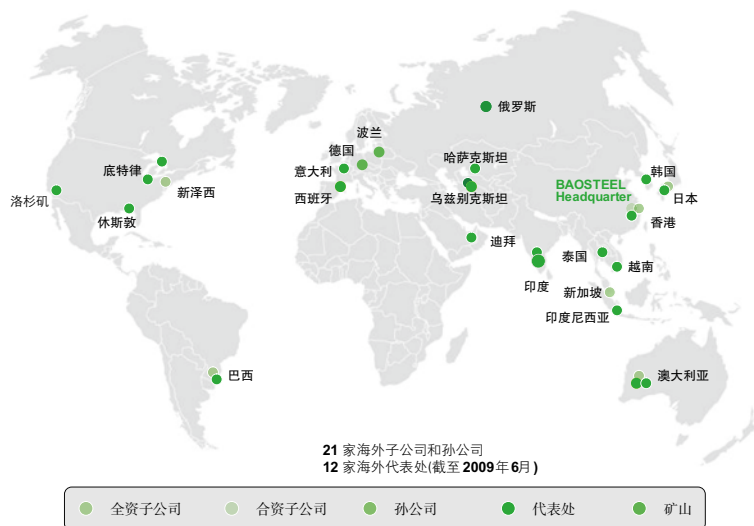 俄罗斯
波兰
德国
哈萨克斯坦
底特律
意大利
韩国
新泽西
BAOSTEEL
Headquarter
洛杉矶
西班牙
乌兹别克斯坦
日本
休斯敦
香港
迪拜
泰国
越南
印度
新加坡
印度尼西亚
巴西
澳大利亚
21 家海外子公司和孙公司
12 家海外代表处(截至 2009 年 6月)
全资子公司 合资子公司 孙公司 代表处 矿山